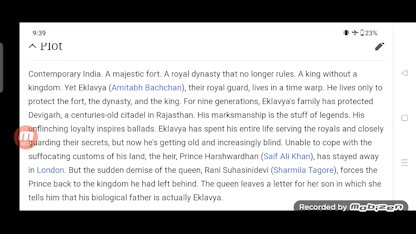 9:39
23%
Plot
Contemporary India. A majestic fort. A royal dynasty that no longer rules. A king without a
kingdom. Yet Eklavya (Amitabh Bachchan), their royal guard, lives in a time warp. He lives only to
protect the fort, the dynasty, and the king. For nine generations, Eklavya's family has protected
Devigarh, a centuries-old citadel in Rajasthan. His marksmanship is the stuff of legends. His
unflinching loyalty inspires ballads. Eklavya has spent his entire life serving the royals and closely
guarding their secrets, but now he's getting old and increasingly blind. Unable to cope with the
suffocating customs of his land, the heir, Prince Harshwardhan (Saif Ali Khan), has stayed away
in London. But the sudden demise of the queen, Rani Suhasinidevi (Sharmila Tagore), forces the
Prince back to the kingdom he had left behind. The queen leaves a letter for her son in which she
tells him that his biological father is actually Eklavya.
Recorded by Mobizen